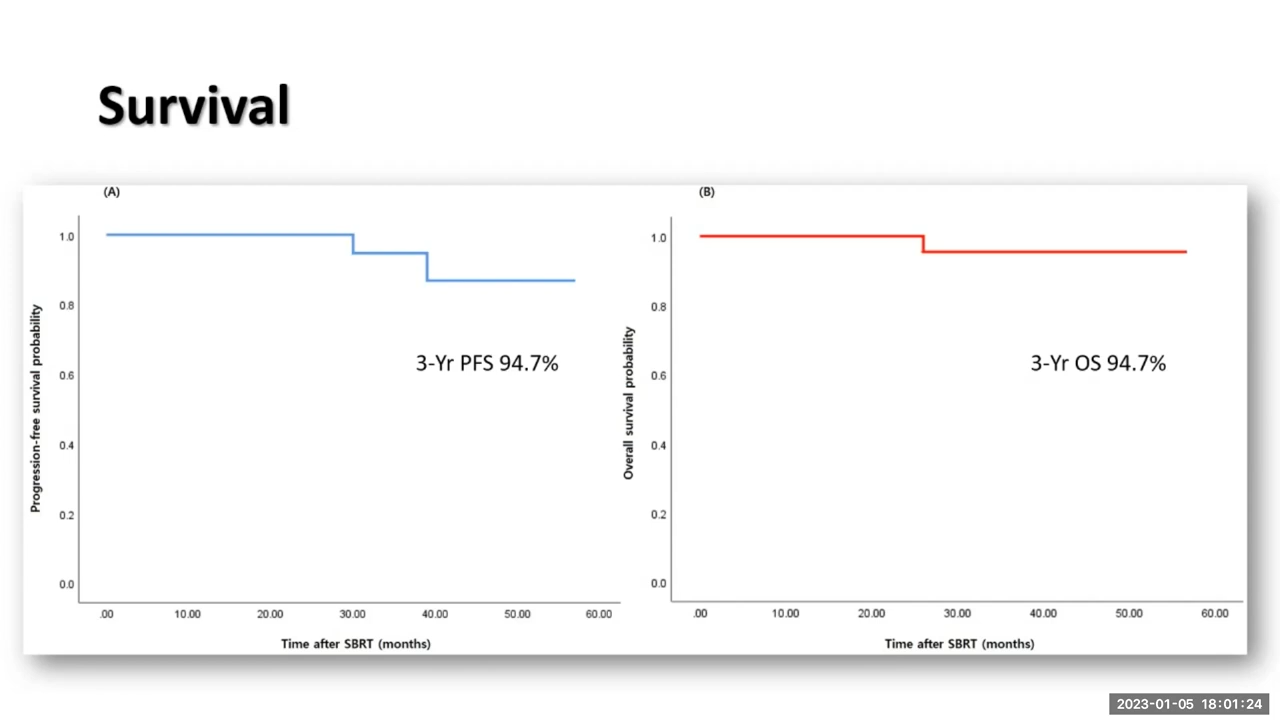 Survival
(A)
1.0
0.8
0.6
0.4
0.2
0.0
Progression-free survival probability
3-Yr PFS 94.7%
.00 10.00 20.00 30.00 40.00 50.00 60.00
Time after SBRT (months)
(B)
1.0
0.8
0.6
0.4
0.2
0.0
Overall survival probability
3-Yr OS 94.7%
.00 10.00 20.00 30.00 40.00 50.00 60.00
Time after SBRT (months)
2023-01-05 18:01:24